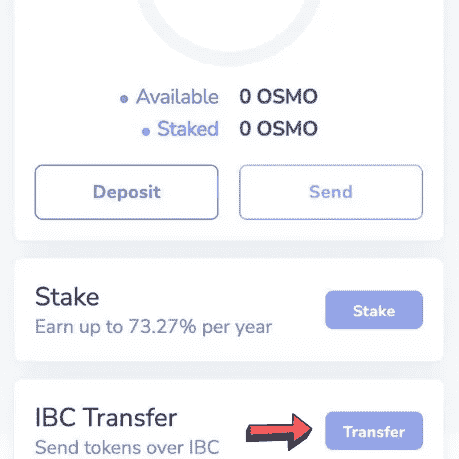 Available 0 OSMO
Staked 0 OSMO
Deposit Send
Stake
Earn up to 73.27% per year
Stake
IBC Transfer
Send tokens over IBC
Transfer